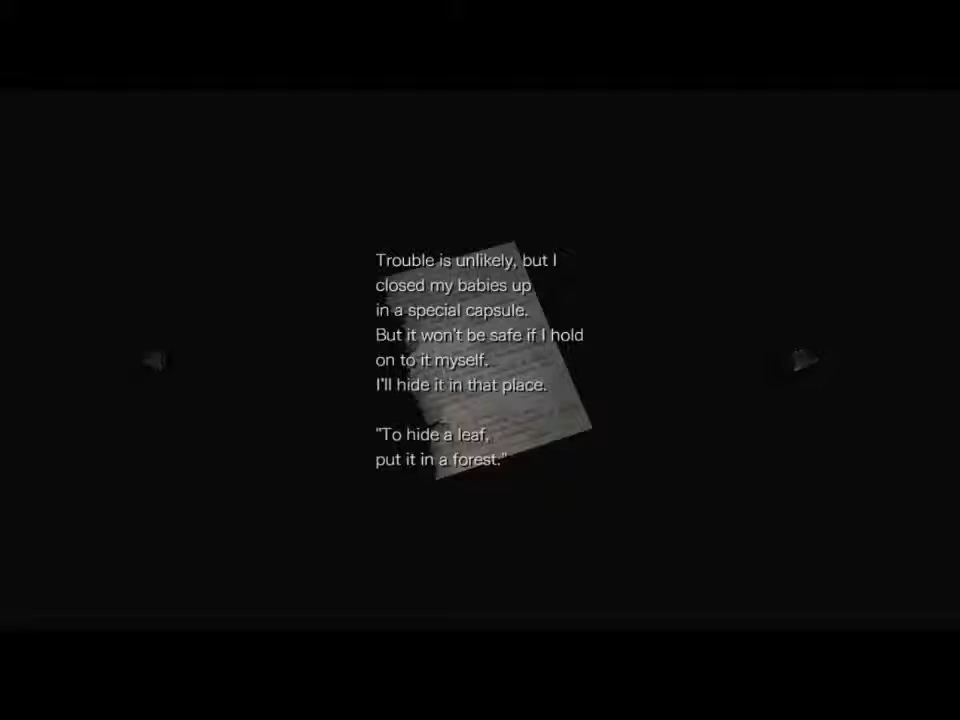 Trouble is unlikely, but I
closed my babies up
in a special capsule.
But it won't be safe if I hold
on to it myself.
I'll hide it in that place.
"To hide a leaf,
put it in a forest."